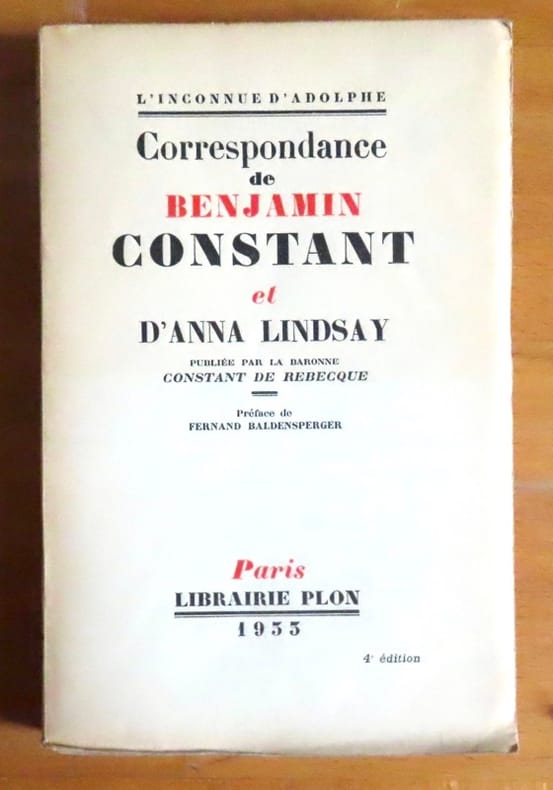 L'INCONNUE D'ADOLPHE
Correspondance
de
BENJAMIN
CONSTANT
et
D'ANNA LINDSAY
PUBLIÉE PAR LA BARONNE
CONSTANT DE REBECQUE
Préface de
FERNAND BALDENSPERGER
Paris
LIBRAIRIE PLON
1933
4e édition